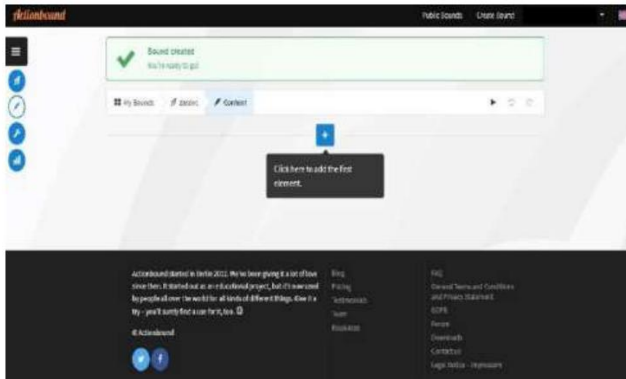 Actionbound
Public Bounds Create Bound
Bound created
You're ready to go!
My Bounds Content
Click here to add the first
element.
Actionbound started in Berlin 2012. We've been giving it a lot of love
since then. It started out as an educational project, but it's now used
by people all over the world for all kinds of different things. Give it a
try - you'll surely find a use for it, too.
© Actionbound
Blog
Pricing
Testimonials
Team
Resources
FAQ
General Terms and Conditions
and Privacy Statement
GDPR
Forum
Downloads
Contact us
Legal Notice - Impressum